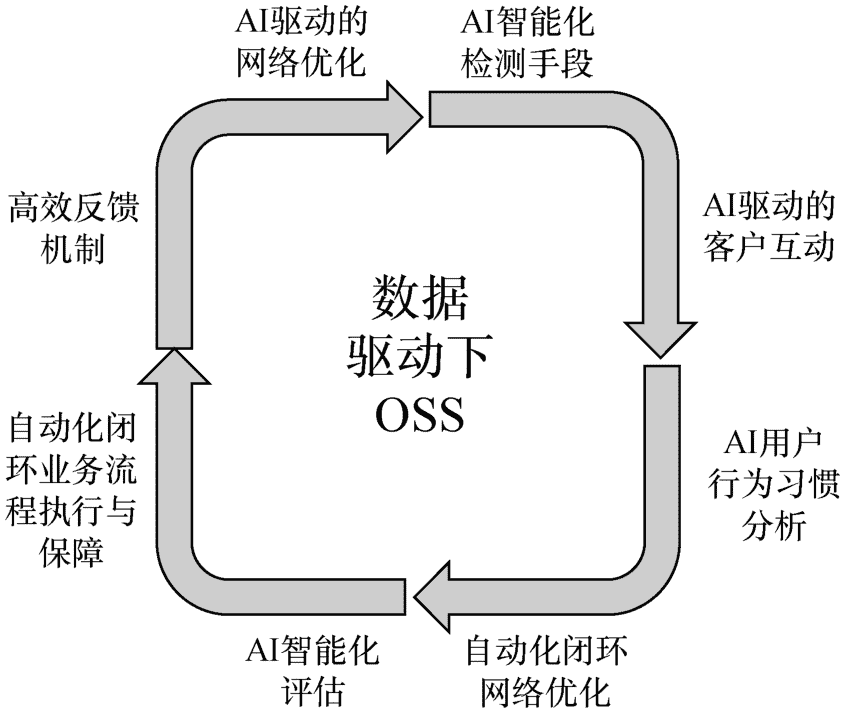 AI驱动的
网络优化
AI智能化
检测手段
高效反馈
机制
AI驱动的
客户互动
数据
驱动下
OSS
自动化闭
环业务流
程执行与
保障
AI用户
行为习惯
分析
AI智能化
评估
自动化闭环
网络优化